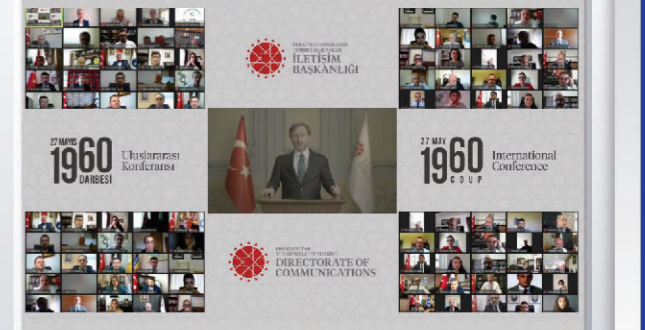 İLETİŞİM
BAŞKANLIĞI
27 MAYIS
1960
DARBESİ
Uluslararası
Konferansı
27 MAY
1960
COUP
International
Conference
DIRECTORATE OF
COMMUNICATIONS